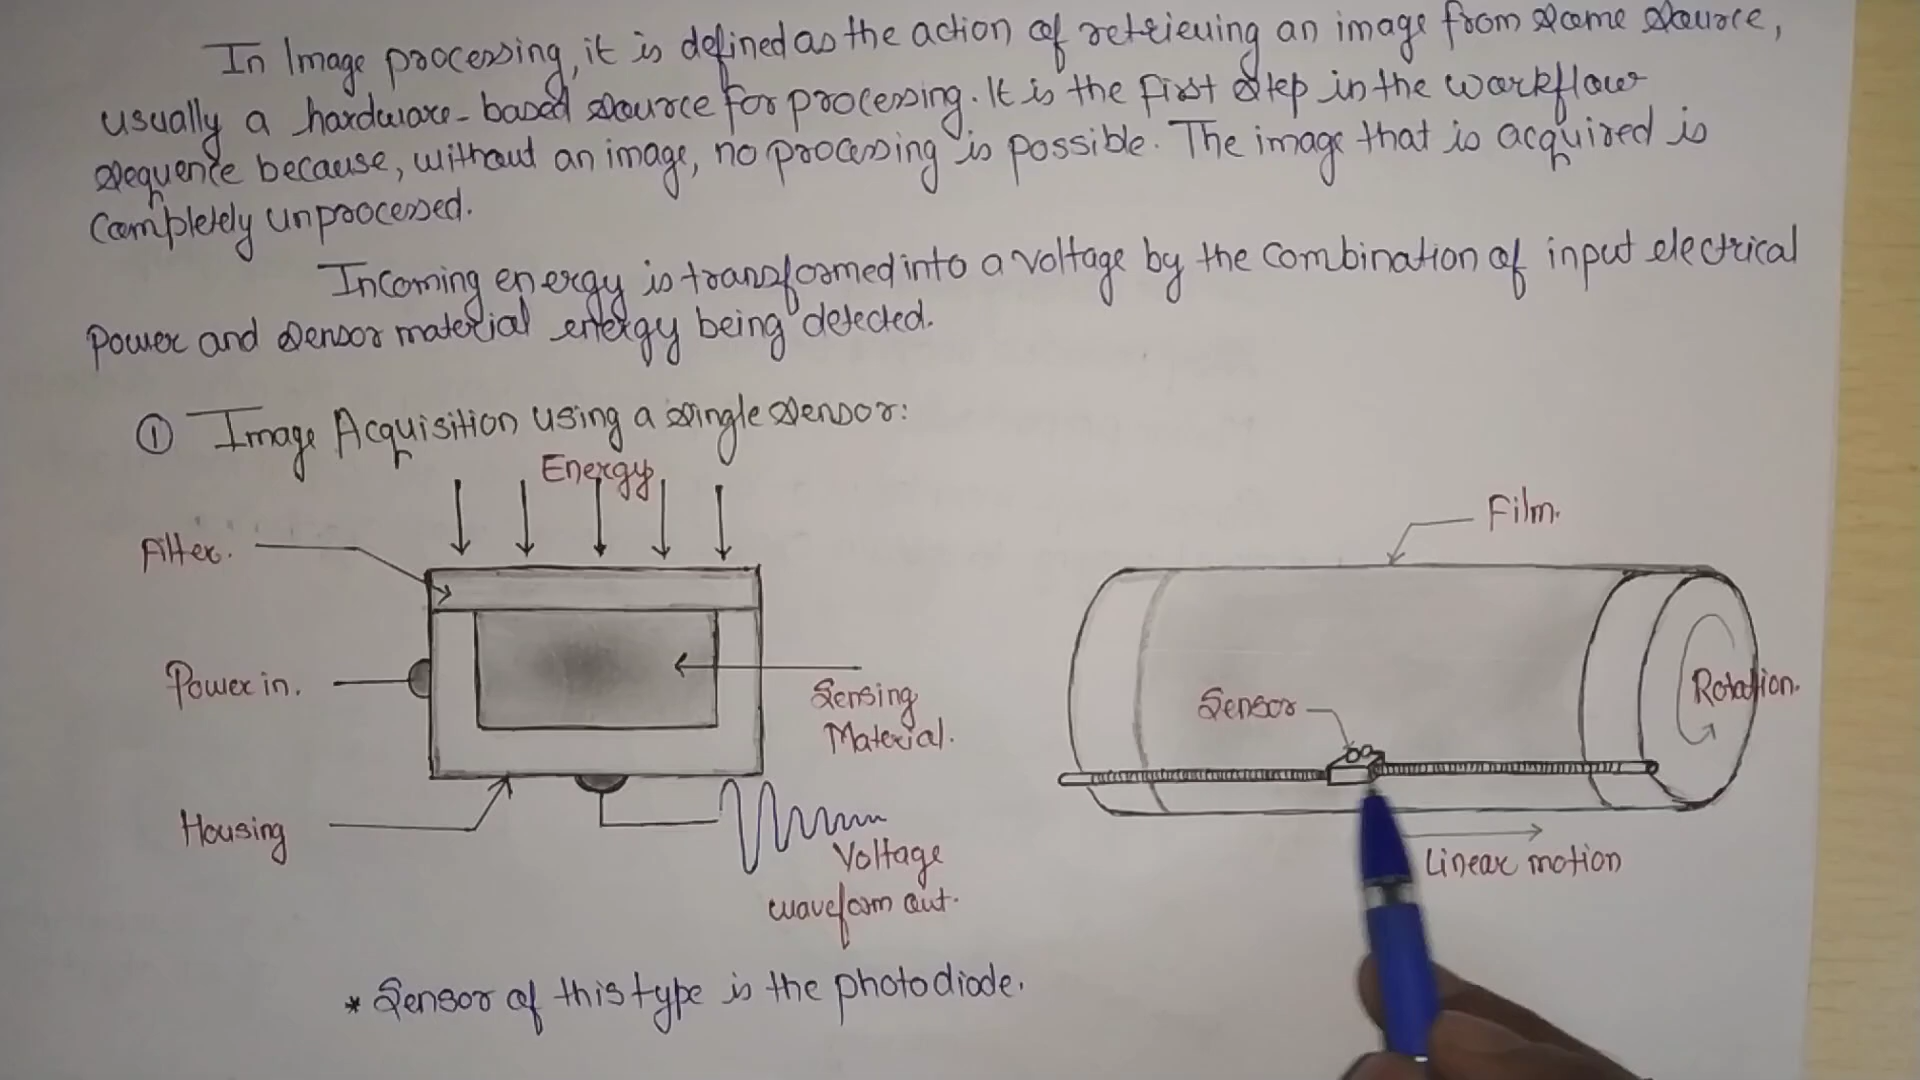 In Image processing, it is defined as the action of retrieving an image from some source,
usually a hardware-based source for processing. It is the first step in the workflow
sequence because, without an image, no processing is possible. The image that is acquired is
completely unprocessed.
Incoming energy is transformed into a voltage by the combination of input electrical
power and sensor material energy being detected.
① Image Acquisition using a single sensor:
Energy
Filter.
Power in.
Housing
Sensing
Material.
Voltage
waveform out.
Film.
Sensor
Rotation.
Linear motion
* Sensor of this type is the photodiode.